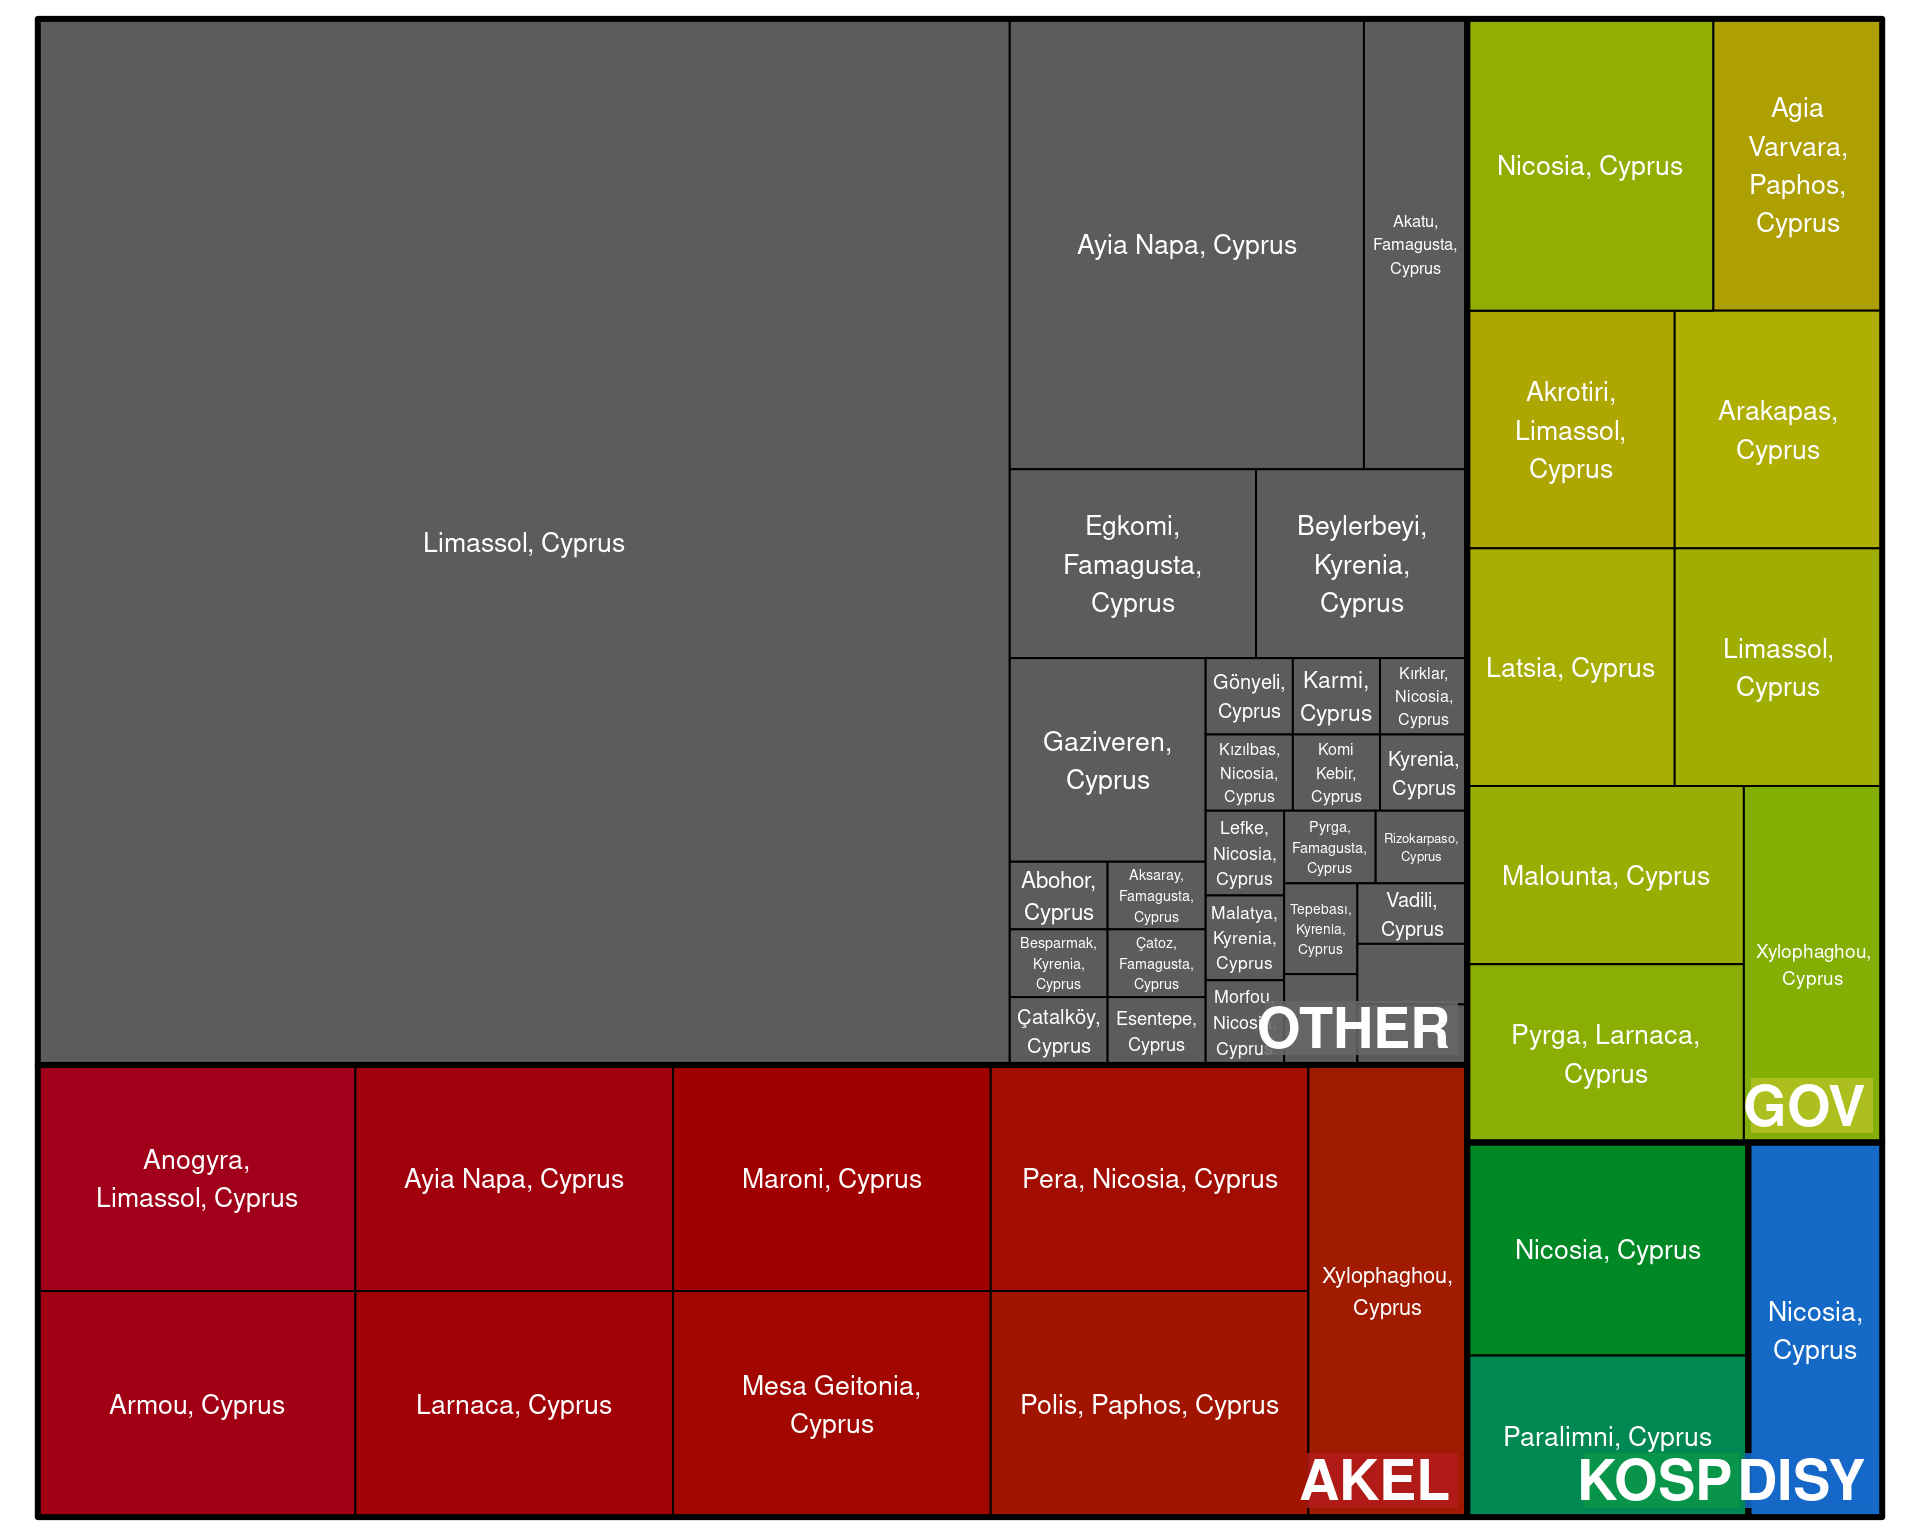 Limassol, Cyprus
Ayia Napa, Cyprus
Akatu,
Famagusta,
Cyprus
Egkomi,
Famagusta,
Cyprus
Beylerbeyi,
Kyrenia,
Cyprus
Gaziveren,
Cyprus
Gönyeli,
Cyprus
Karmi,
Cyprus
Kırklar,
Nicosia,
Cyprus
Kızılbas,
Nicosia,
Cyprus
Komi
Kebir,
Cyprus
Kyrenia,
Cyprus
Lefke,
Nicosia,
Cyprus
Pyrga,
Famagusta,
Cyprus
Rizokarpaso,
Cyprus
Abohor,
Cyprus
Aksaray,
Famagusta,
Cyprus
Malatya,
Kyrenia,
Cyprus
Tepebası,
Kyrenia,
Cyprus
Vadili,
Cyprus
Besparmak,
Kyrenia,
Cyprus
Çatoz,
Famagusta,
Cyprus
Çatalköy,
Cyprus
Esentepe,
Cyprus
Morfou,
Nicosia,
Cyprus
OTHER
Nicosia, Cyprus
Agia
Varvara,
Paphos,
Cyprus
Akrotiri,
Limassol,
Cyprus
Arakapas,
Cyprus
Latsia, Cyprus
Limassol,
Cyprus
Malounta, Cyprus
Xylophaghou,
Cyprus
Pyrga, Larnaca,
Cyprus
GOV
Anogyra,
Limassol, Cyprus
Ayia Napa, Cyprus
Maroni, Cyprus
Pera, Nicosia, Cyprus
Xylophaghou,
Cyprus
Armou, Cyprus
Larnaca, Cyprus
Mesa Geitonia,
Cyprus
Polis, Paphos, Cyprus
AKEL
Nicosia, Cyprus
Paralimni, Cyprus
KOSP
Nicosia,
Cyprus
DISY